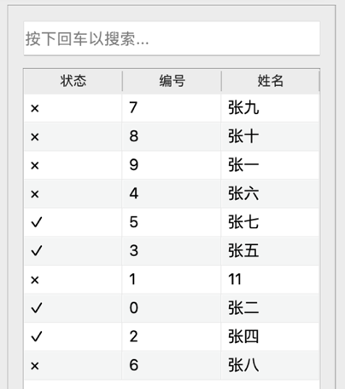 按下回车以搜索...
状态 编号 姓名
× 7 张九
× 8 张十
× 9 张一
× 4 张六
✓ 5 张七
✓ 3 张五
× 1 11
✓ 0 张二
✓ 2 张四
× 6 张八